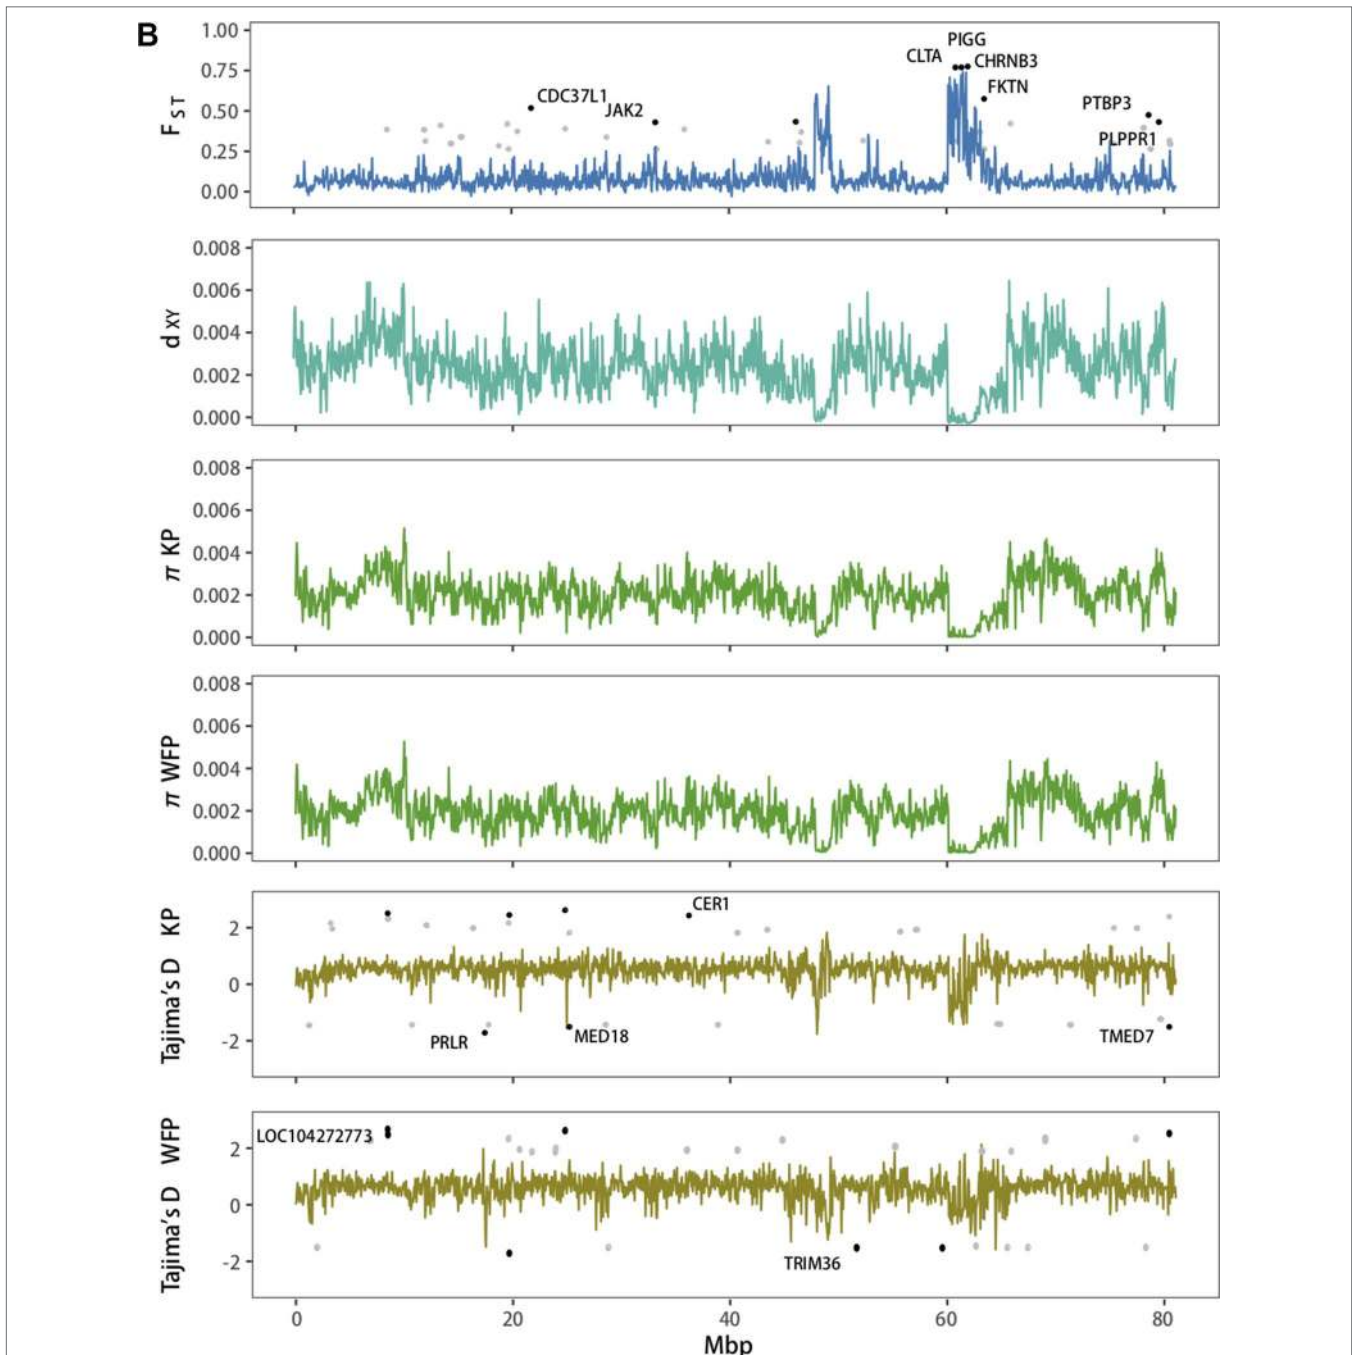 B
F ST
1.00
0.75
0.50
0.25
0.00
PIGG
CLTA
CHRNB3
FKTN
CDC37L1
JAK2
PTBP3
PLPPR1
d XY
0.008
0.006
0.004
0.002
0.000
π KP
0.008
0.006
0.004
0.002
0.000
π WFP
0.008
0.006
0.004
0.002
0.000
Tajima's D KP
2
0
-2
CER1
PRLR
MED18
TMED7
Tajima's D WFP
2
0
-2
LOC104272773
TRIM36
0 20 40 60 80
Mbp